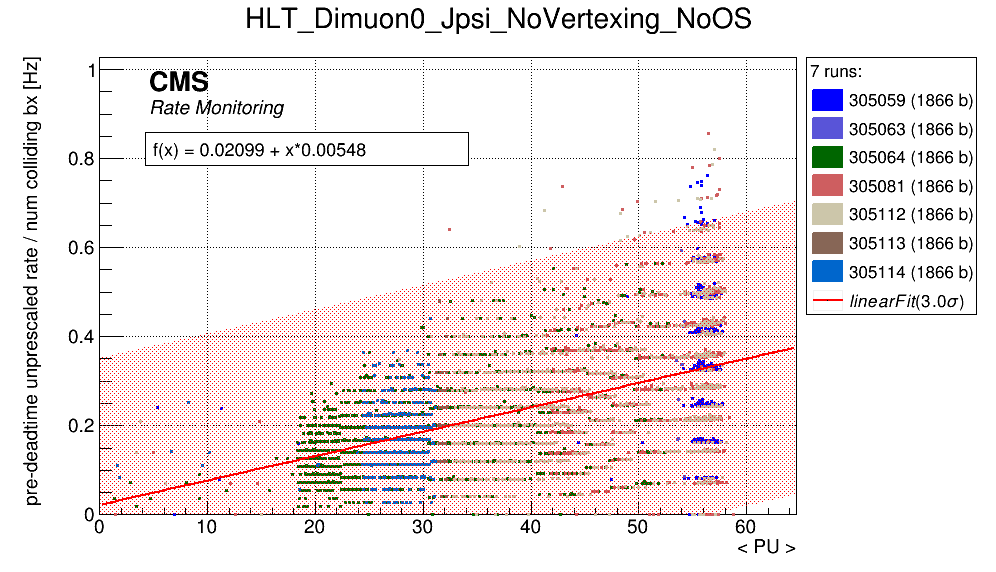 HLT_Dimuon0_Jpsi_NoVertexing_NoOS
pre-deadtime unprescaled rate / num colliding bx [Hz]
1
0.8
0.6
0.4
0.2
0
CMS
Rate Monitoring
f(x) = 0.02099 + x*0.00548
0 10 20 30 40 50 60
< PU >
7 runs:
305059 (1866 b)
305063 (1866 b)
305064 (1866 b)
305081 (1866 b)
305112 (1866 b)
305113 (1866 b)
305114 (1866 b)
linearFit(3.0σ)